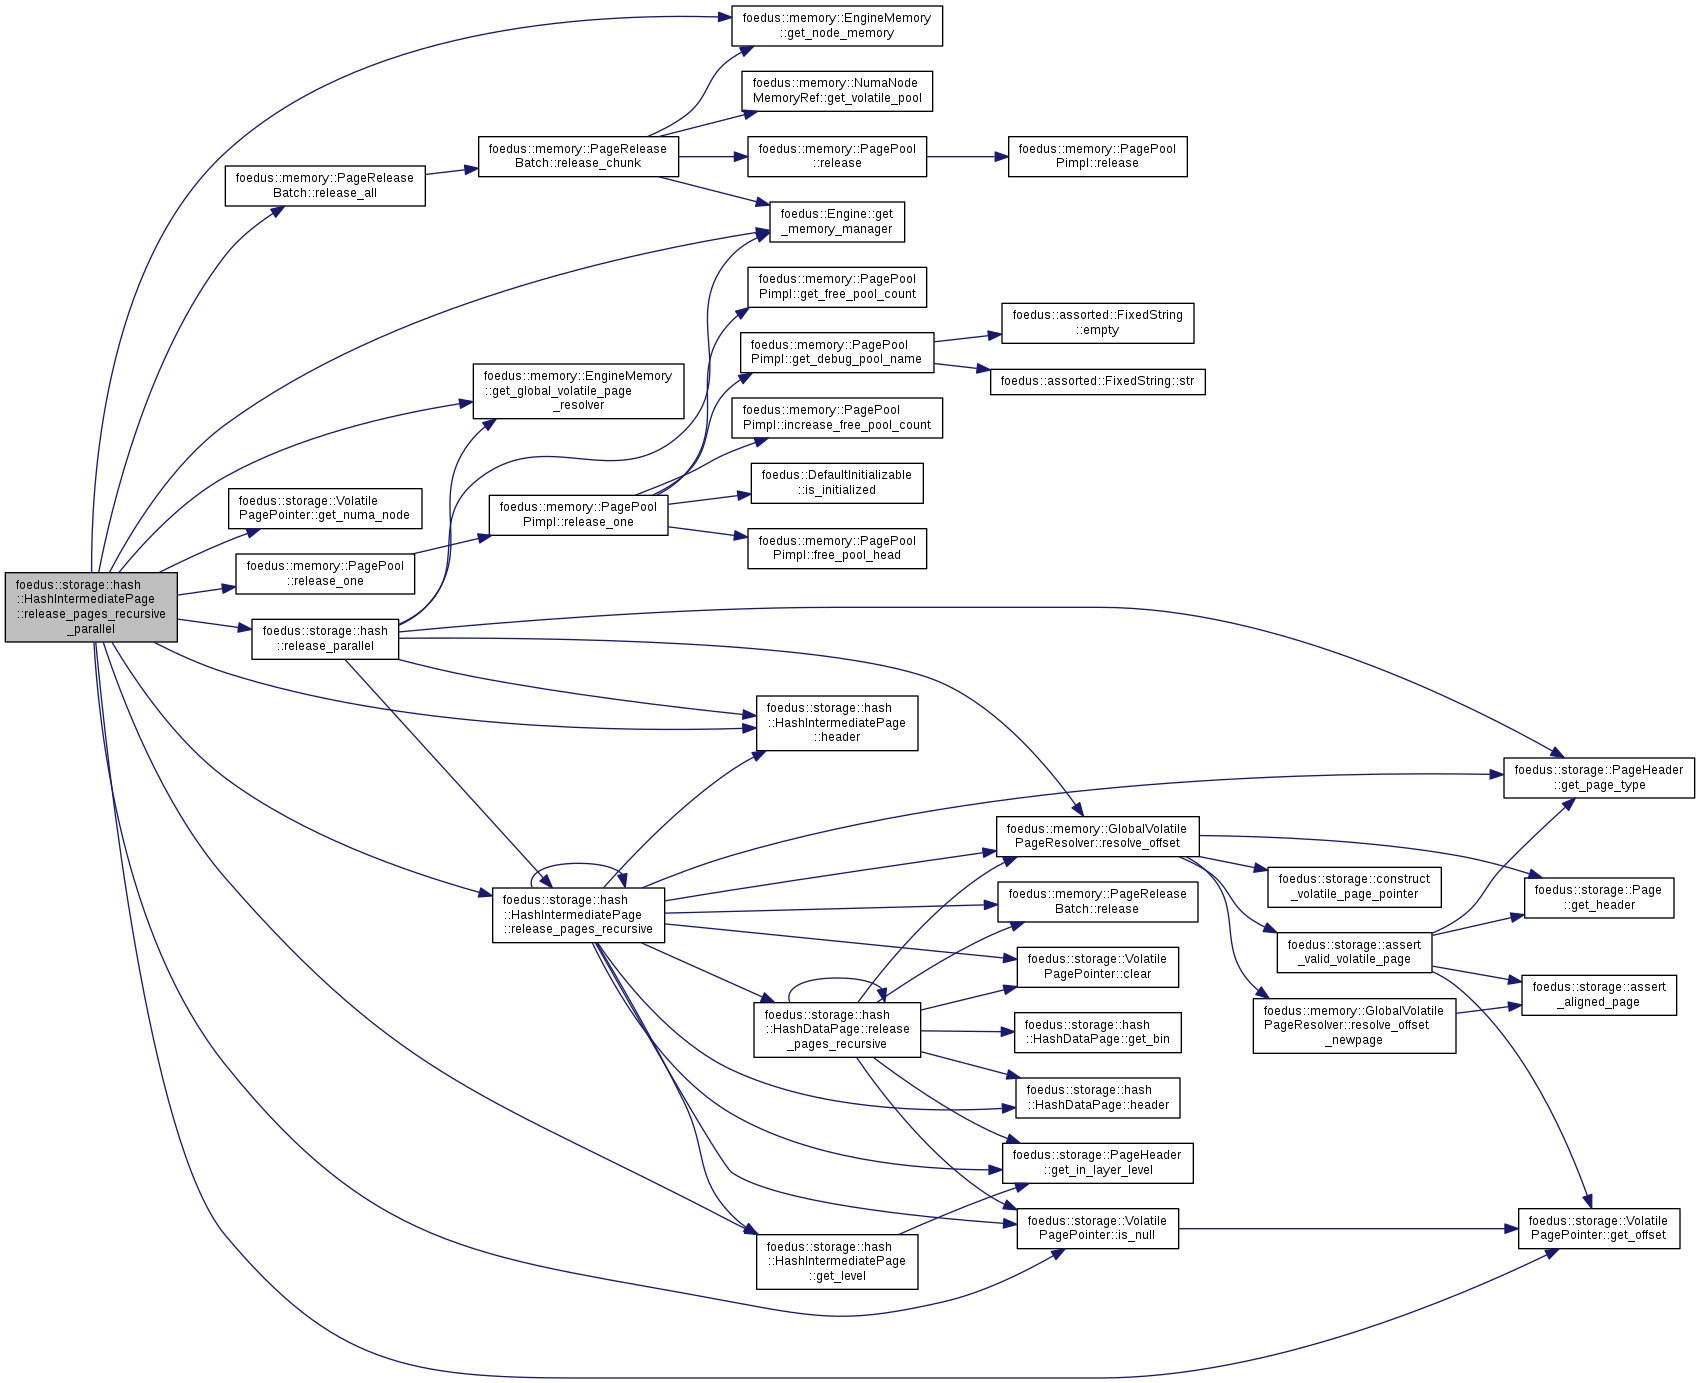 foedus::memory::EngineMemory
::get_node_memory
foedus::memory::NumaNode
MemoryRef::get_volatile_pool
foedus::memory::PageRelease
Batch::release_chunk
foedus::memory::PagePool
::release
foedus::memory::PagePool
Pimpl::release
foedus::memory::PageRelease
Batch::release_all
foedus::Engine::get
_memory_manager
foedus::memory::PagePool
Pimpl::get_free_pool_count
foedus::assorted::FixedString
::empty
foedus::memory::PagePool
Pimpl::get_debug_pool_name
foedus::assorted::FixedString::str
foedus::memory::EngineMemory
::get_global_volatile_page
_resolver
foedus::memory::PagePool
Pimpl::increase_free_pool_count
foedus::DefaultInitializable
::is_initialized
foedus::storage::Volatile
PagePointer::get_numa_node
foedus::memory::PagePool
Pimpl::release_one
foedus::memory::PagePool
Pimpl::free_pool_head
foedus::memory::PagePool
::release_one
foedus::storage::hash
::HashIntermediatePage
::release_pages_recursive
_parallel
foedus::storage::hash
::release_parallel
foedus::storage::hash
::HashIntermediatePage
::header
foedus::storage::PageHeader
::get_page_type
foedus::memory::GlobalVolatile
PageResolver::resolve_offset
foedus::storage::construct
_volatile_page_pointer
foedus::storage::Page
::get_header
foedus::storage::hash
::HashIntermediatePage
::release_pages_recursive
foedus::memory::PageRelease
Batch::release
foedus::storage::assert
_valid_volatile_page
foedus::storage::Volatile
PagePointer::clear
foedus::storage::assert
_aligned_page
foedus::storage::hash
::HashDataPage::release
_pages_recursive
foedus::memory::GlobalVolatile
PageResolver::resolve_offset
_newpage
foedus::storage::hash
::HashDataPage::get_bin
foedus::storage::hash
::HashDataPage::header
foedus::storage::PageHeader
::get_in_layer_level
foedus::storage::Volatile
PagePointer::is_null
foedus::storage::Volatile
PagePointer::get_offset
foedus::storage::hash
::HashIntermediatePage
::get_level